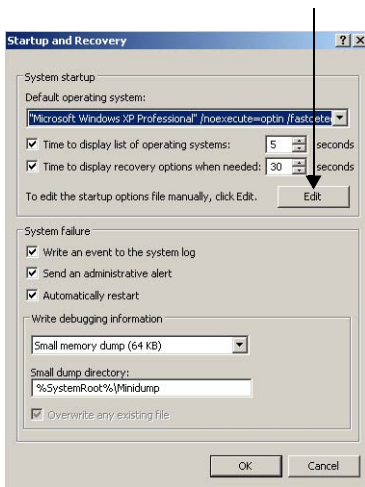 Startup and Recovery
System startup
Default operating system:
"Microsoft Windows XP Professional" /noexecute=optin /fastdetec
Time to display list of operating systems: 5 seconds
Time to display recovery options when needed: 30 seconds
To edit the startup options file manually, click Edit. Edit
System failure
Write an event to the system log
Send an administrative alert
Automatically restart
Write debugging information
Small memory dump (64 KB)
Small dump directory:
%SystemRoot%\Minidump
Overwrite any existing file
OK Cancel